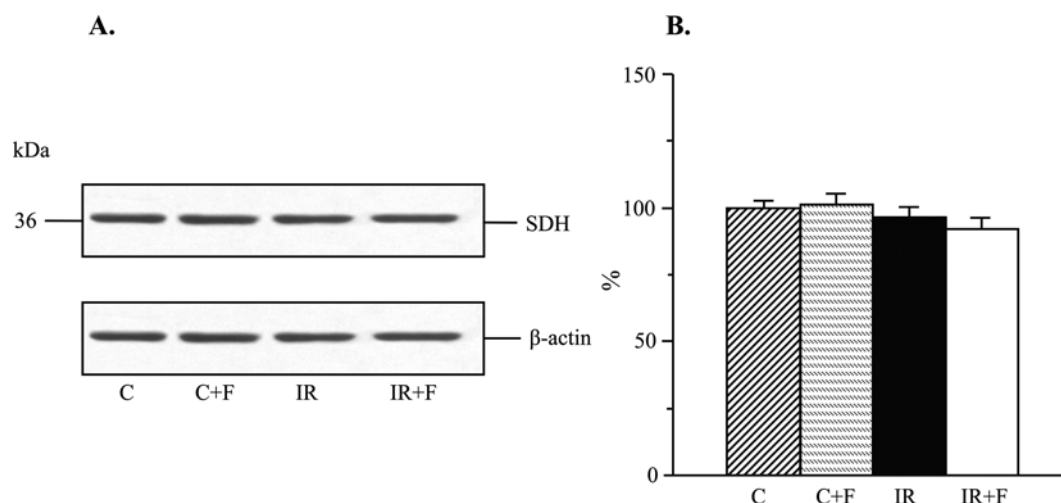 A.
kDa
36
SDH
β-actin
C C+F IR IR+F
B.
150
100
50
0
%
C C+F IR IR+F